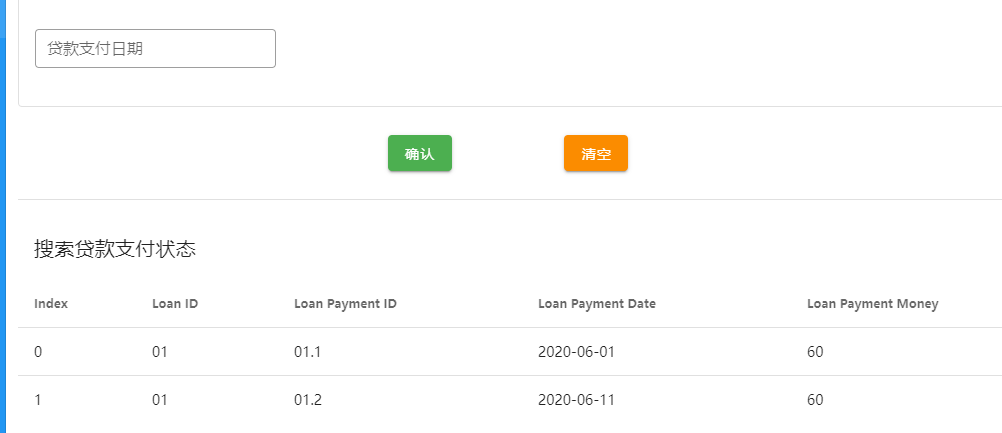 贷款支付日期
确认 清空
搜索贷款支付状态
Index Loan ID Loan Payment ID Loan Payment Date Loan Payment Money
0 01 01.1 2020-06-01 60
1 01 01.2 2020-06-11 60